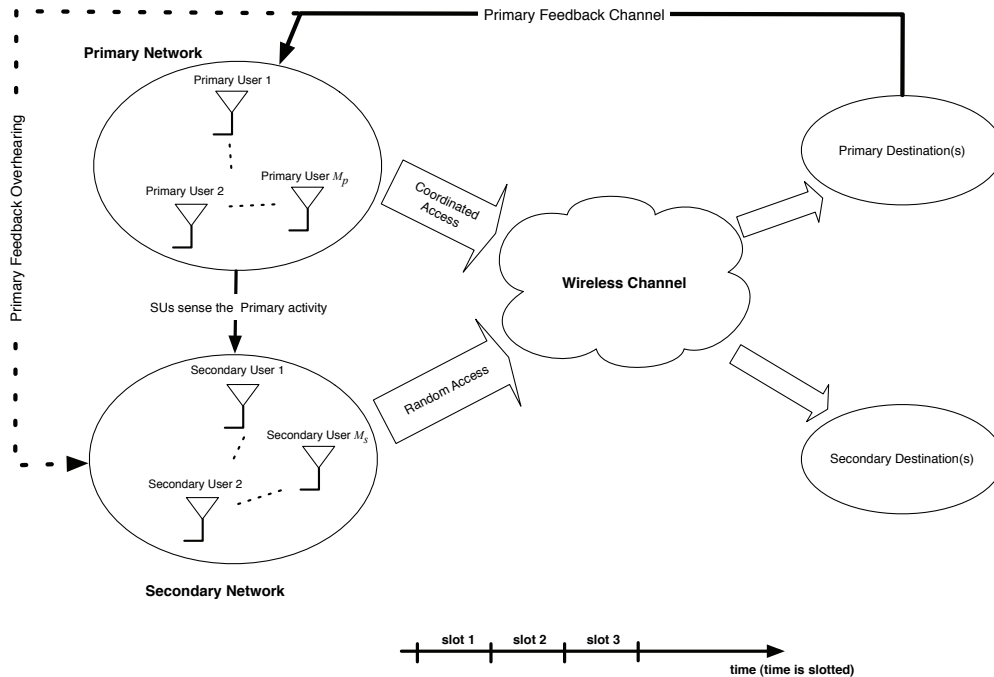 Primary Feedback Channel
Primary Network
Primary User 1
Primary User 2
Primary User Mp
Primary Feedback Overhearing
Coordinated
Access
Primary Destination(s)
Wireless Channel
SUs sense the Primary activity
Secondary User 1
Secondary User Ms
Secondary User 2
Random Access
Secondary Destination(s)
Secondary Network
slot 1
slot 2
slot 3
time (time is slotted)